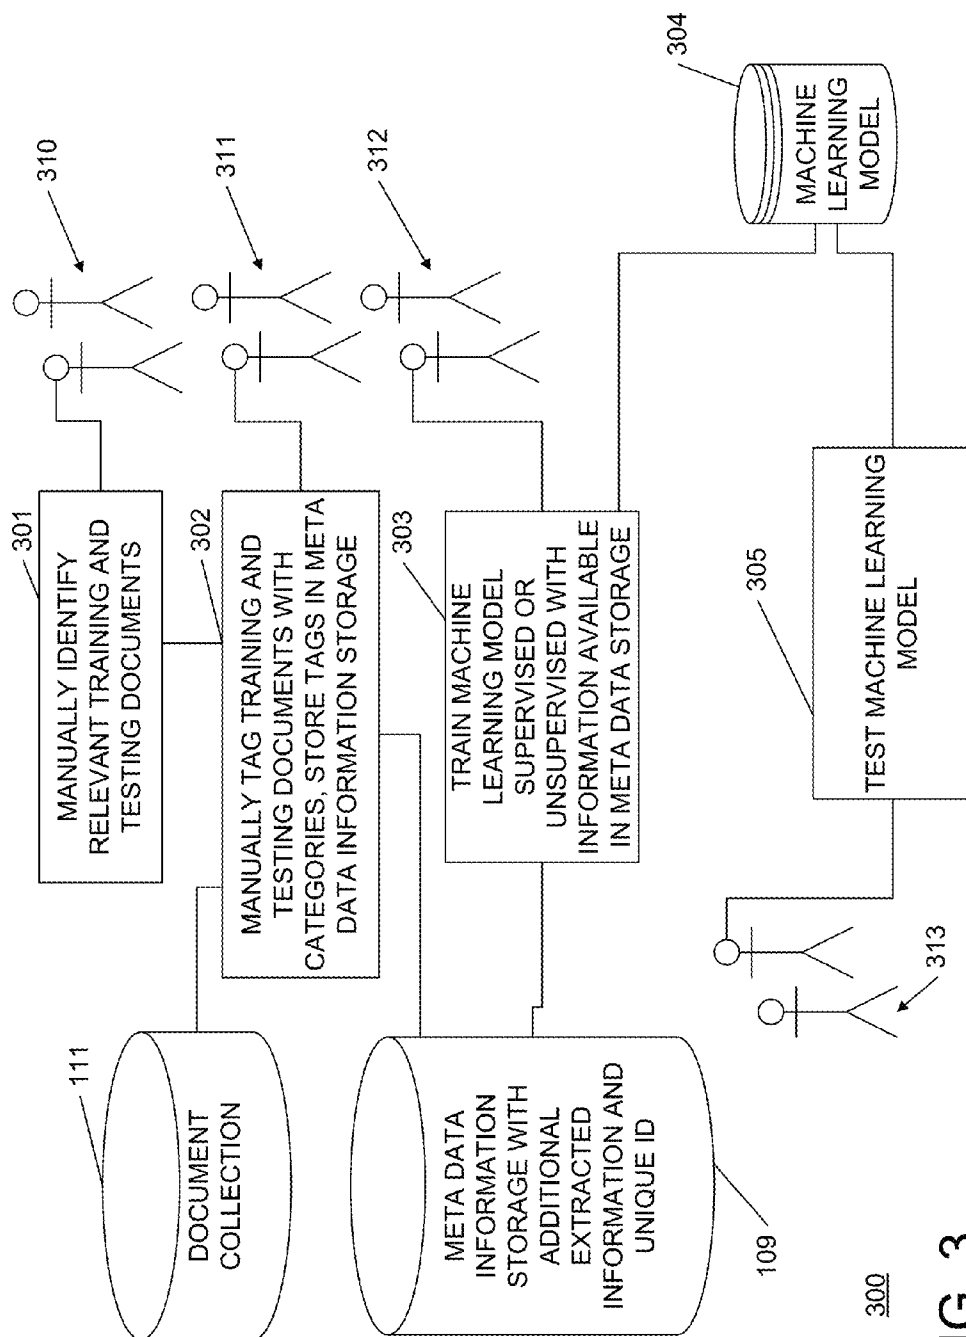 111
DOCUMENT
COLLECTION
301
MANUALLY IDENTIFY
RELEVANT TRAINING AND
TESTING DOCUMENTS
310
302
MANUALLY TAG TRAINING AND
TESTING DOCUMENTS WITH
CATEGORIES, STORE TAGS IN META
DATA INFORMATION STORAGE
311
META DATA
INFORMATION
STORAGE WITH
ADDITIONAL
EXTRACTED
INFORMATION AND
UNIQUE ID
109
303
TRAIN MACHINE
LEARNING MODEL
SUPERVISED OR
UNSUPERVISED WITH
INFORMATION AVAILABLE
IN META DATA STORAGE
312
304
MACHINE
LEARNING
MODEL
305
TEST MACHINE LEARNING
MODEL
313
300
IG. 3